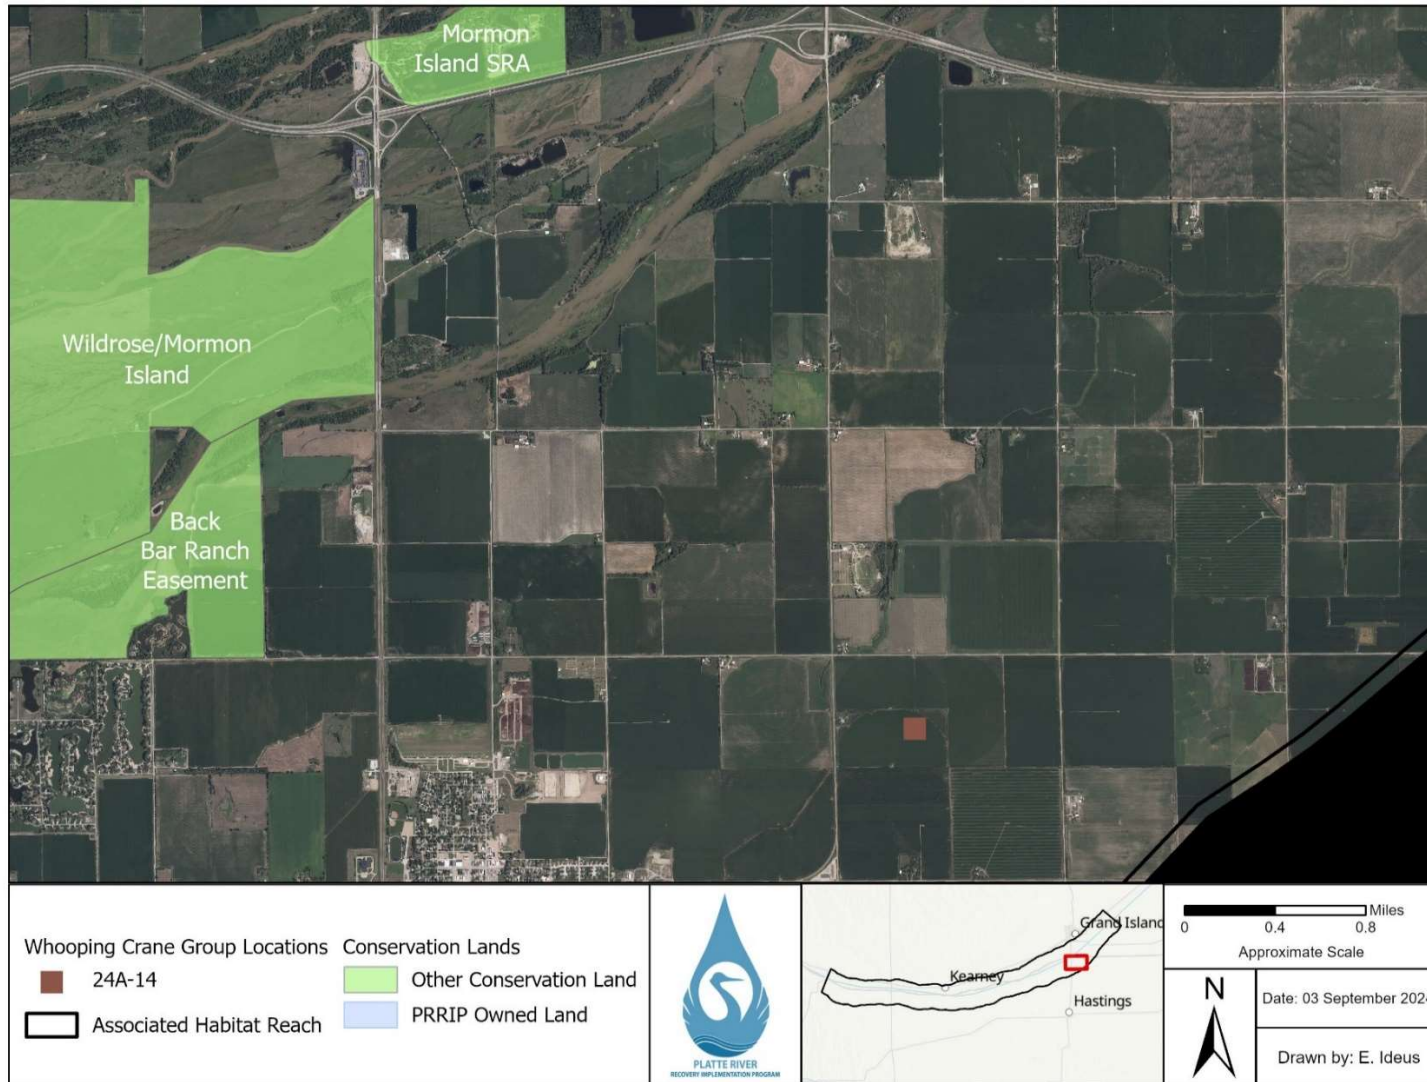 Mormon
Island SRA
Wildrose/Mormon
Island
Back
Bar Ranch
Easement
Whooping Crane Group Locations
24A-14
Associated Habitat Reach
Conservation Lands
Other Conservation Land
PRRIP Owned Land
PLATTE RIVER
RECOVERY IMPLEMENTATION PROGRAM
Grand Island
Kearney
Hastings
Miles
0 0.4 0.8
Approximate Scale
N
Date: 03 September 202
Drawn by: E. Ideus